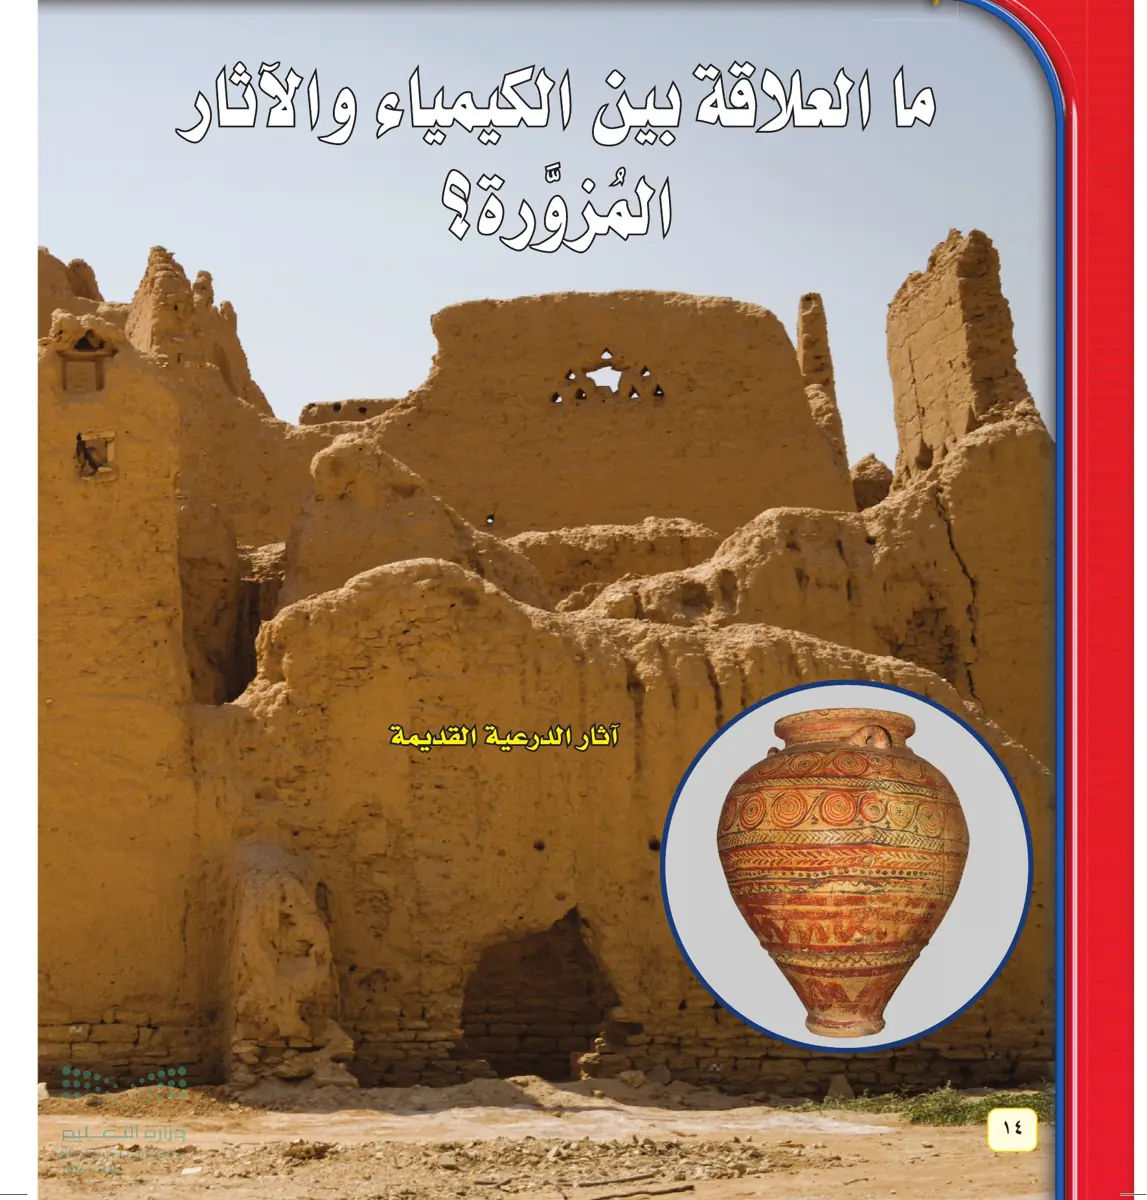 ما العلاقة بين الكيمياء والآثار
المُزوَّرة؟
آثار الدرعية القديمة
وزارة التعليم
١٤